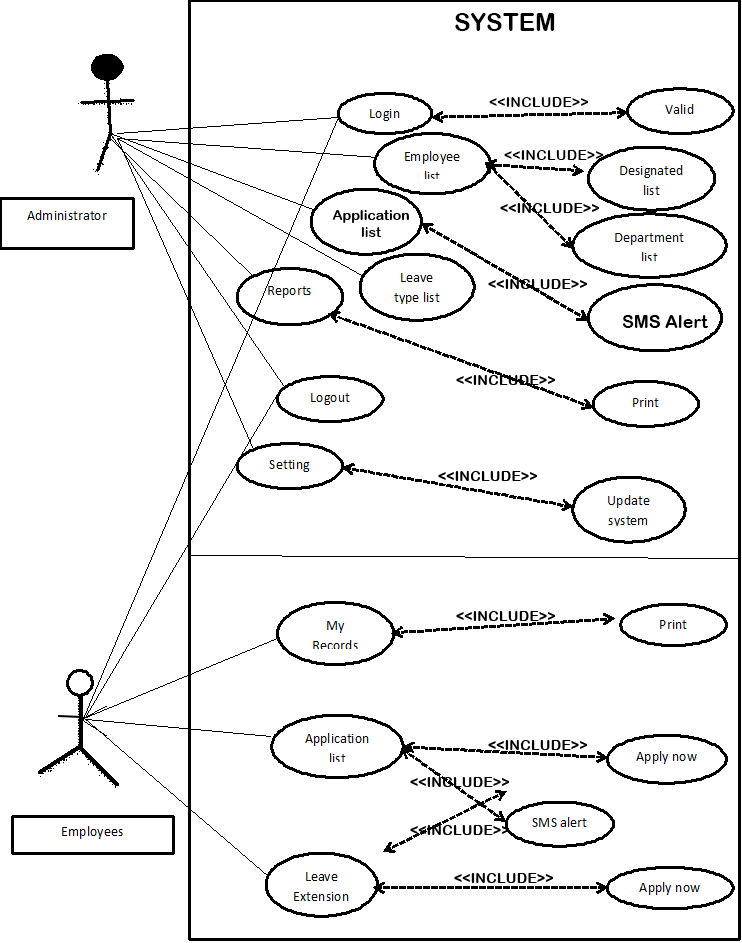 SYSTEM
Login
<<INCLUDE>>
Valid
Administrator
Employee
list
<<INCLUDE>>
Designated
list
<<INCLUDE>>
Application
list
Department
list
Leave
type list
<<INCLUDE>>
SMS Alert
Reports
<<INCLUDE>>
Print
Logout
Setting
<<INCLUDE>>
Update
system
My
Records
<<INCLUDE>>
Print
Employees
Application
list
<<INCLUDE>>
Apply now
<<INCLUDE>>
SMS alert
<<INCLUDE>>
Leave
Extension
<<INCLUDE>>
Apply now